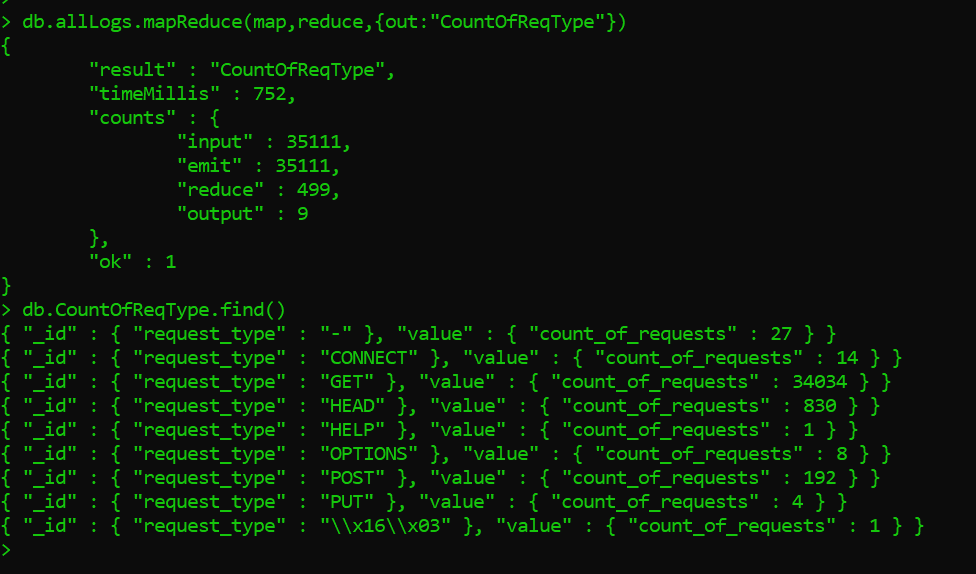 >
> db.allLogs.mapReduce(map,reduce,{out:"CountOfReqType"})
{
        "result" : "CountOfReqType",
        "timeMillis" : 752,
        "counts" : {
                "input" : 35111,
                "emit" : 35111,
                "reduce" : 499,
                "output" : 9
        },
        "ok" : 1
}
> db.CountOfReqType.find()
{ "_id" : { "request_type" : "-" }, "value" : { "count_of_requests" : 27 } }
{ "_id" : { "request_type" : "CONNECT" }, "value" : { "count_of_requests" : 14 } }
{ "_id" : { "request_type" : "GET" }, "value" : { "count_of_requests" : 34034 } }
{ "_id" : { "request_type" : "HEAD" }, "value" : { "count_of_requests" : 830 } }
{ "_id" : { "request_type" : "HELP" }, "value" : { "count_of_requests" : 1 } }
{ "_id" : { "request_type" : "OPTIONS" }, "value" : { "count_of_requests" : 8 } }
{ "_id" : { "request_type" : "POST" }, "value" : { "count_of_requests" : 192 } }
{ "_id" : { "request_type" : "PUT" }, "value" : { "count_of_requests" : 4 } }
{ "_id" : { "request_type" : "\\x16\\x03" }, "value" : { "count_of_requests" : 1 } }
>